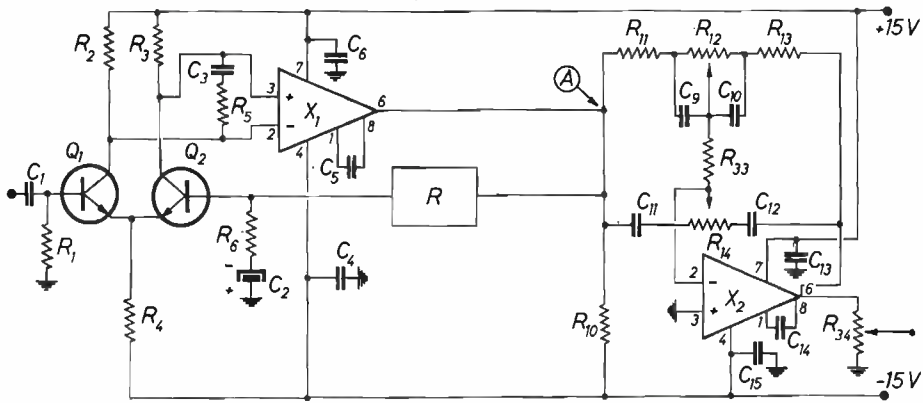 +15V
R2
R3
C6
R11
R12
R13
C3
7
3
+
6
C9
C10
R5
X1
A
−
2
1
8
4
R33
Q1
Q2
C5
C1
R
C11
C12
R6
R14
R1
C4
7
C13
−
C2
2
−
6
+
X2
8
R4
3
+
1
R34
R10
4
C14
C15
−15V